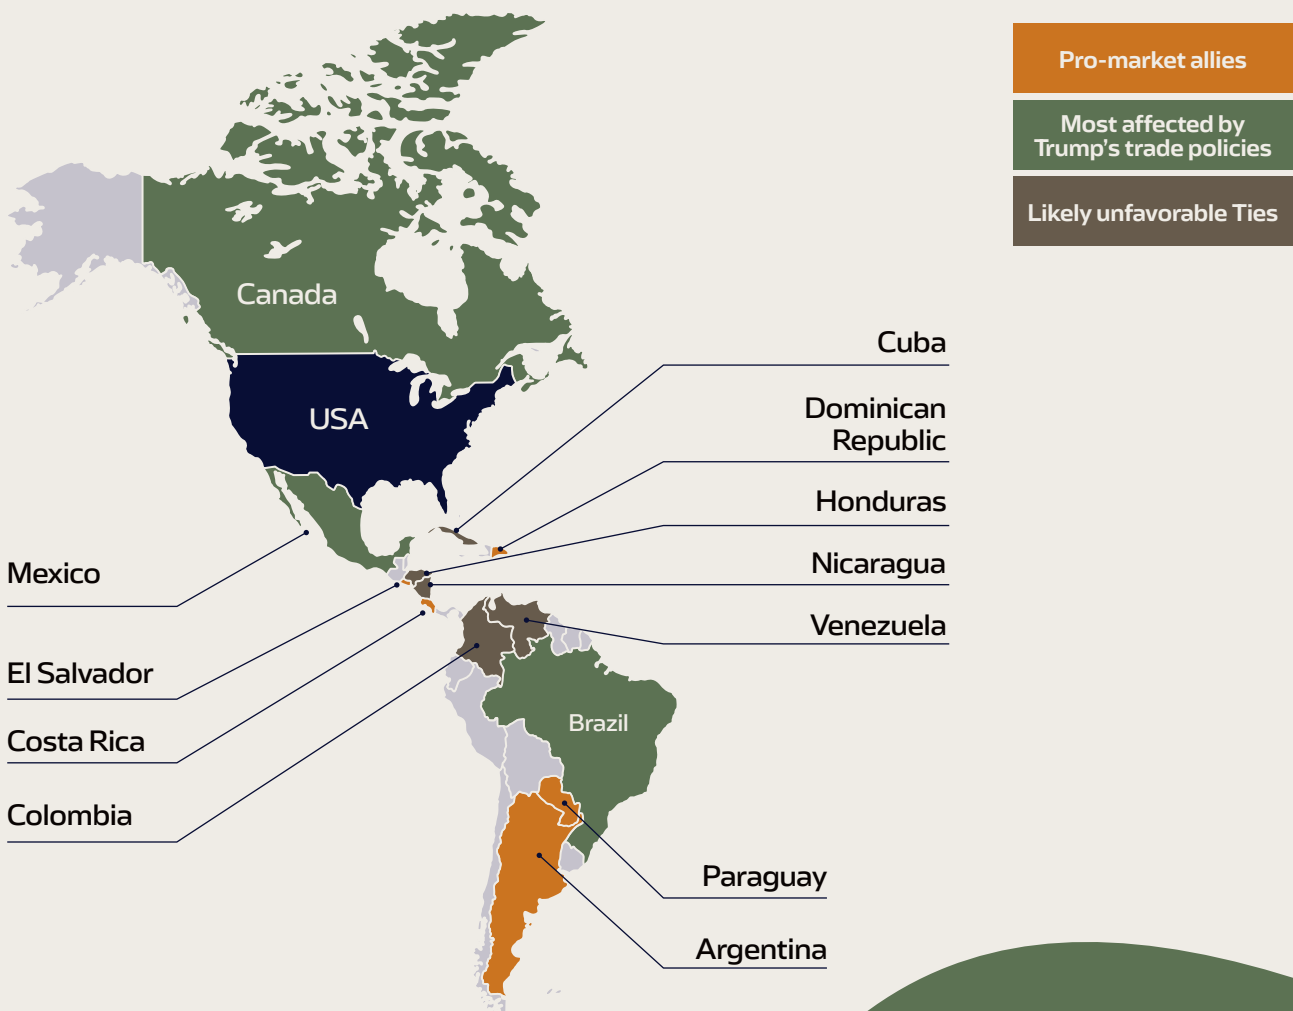 Pro-market allies
Most affected by
Trump's trade policies
Likely unfavorable Ties
Canada
USA
Cuba
Dominican
Republic
Honduras
Nicaragua
Venezuela
Mexico
El Salvador
Costa Rica
Colombia
Brazil
Paraguay
Argentina